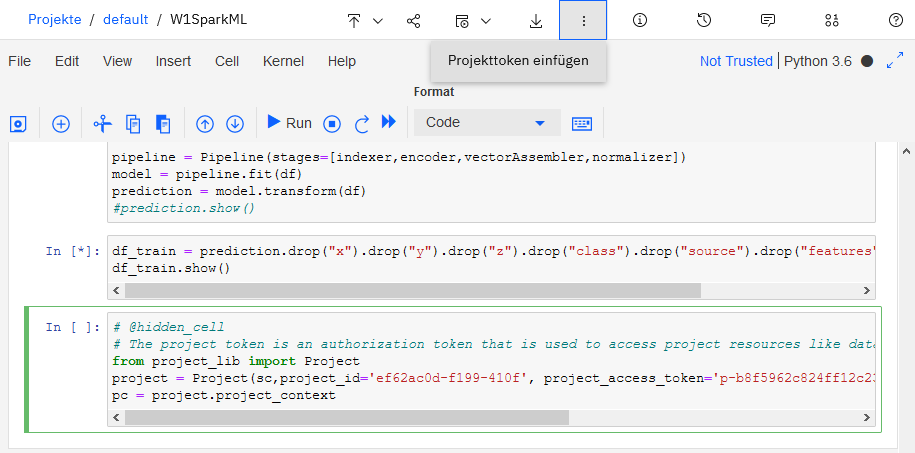 Projekte / default / W1SparkML
Projekttoken einfügen
File Edit View Insert Cell Kernel Help
Not Trusted Python 3.6
Format
Run
Code
pipeline = Pipeline(stages=[indexer,encoder,vectorAssembler,normalizer])
model = pipeline.fit(df)
prediction = model.transform(df)
#prediction.show()
In [*]: df_train = prediction.drop("x").drop("y").drop("z").drop("class").drop("source").drop("features"
df_train.show()
In [ ]: # @hidden_cell
# The project token is an authorization token that is used to access project resources like data
from project_lib import Project
project = Project(sc,project_id='ef62ac0d-f199-410f', project_access_token='p-b8f5962c824ff12c23
pc = project.project_context